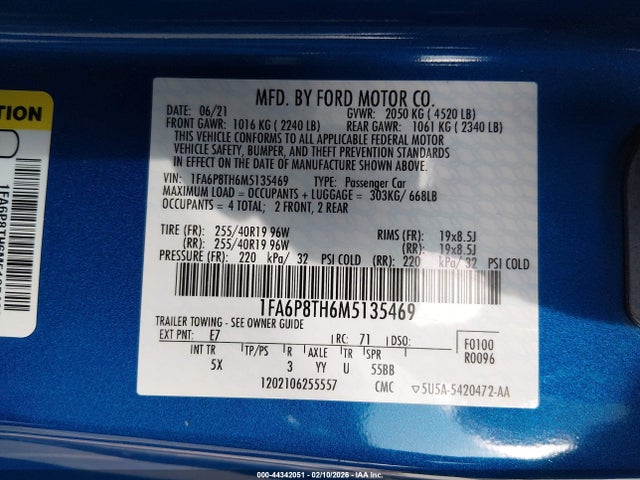 MFD. BY FORD MOTOR CO.
DATE: 06/21 GVWR: 2050 KG ( 4520 LB)
FRONT GAWR: 1016 KG ( 2240 LB) REAR GAWR: 1061 KG ( 2340 LB)
THIS VEHICLE CONFORMS TO ALL APPLICABLE FEDERAL MOTOR
VEHICLE SAFETY, BUMPER, AND THEFT PREVENTION STANDARDS
IN EFFECT ON THE DATE OF MANUFACTURE SHOWN ABOVE.
VIN: 1FA6P8TH6M5135469 TYPE: Passenger Car
MAXIMUM LOAD = OCCUPANTS + LUGGAGE = 303KG/ 668LB
OCCUPANTS = 4 TOTAL; 2 FRONT, 2 REAR
TIRE (FR): 255/40R19 96W RIMS (FR): 19x8.5J
(RR): 255/40R19 96W (RR): 19x8.5J
PRESSURE (FR): 220 kPa/ 32 PSI COLD (RR): 220 kPa/ 32 PSI COLD
1FA6P8TH6M5135469
TRAILER TOWING - SEE OWNER GUIDE
EXT PNT: E7 RC: 71 DSO: F0100
INT TR TP/PS R AXLE TR SPR R0096
5X 3 YY U 55BB
1202106255557 CMC 5U5A-5420472-AA
TION
000-44342051 - 02/10/2026 - IAAI, Inc.